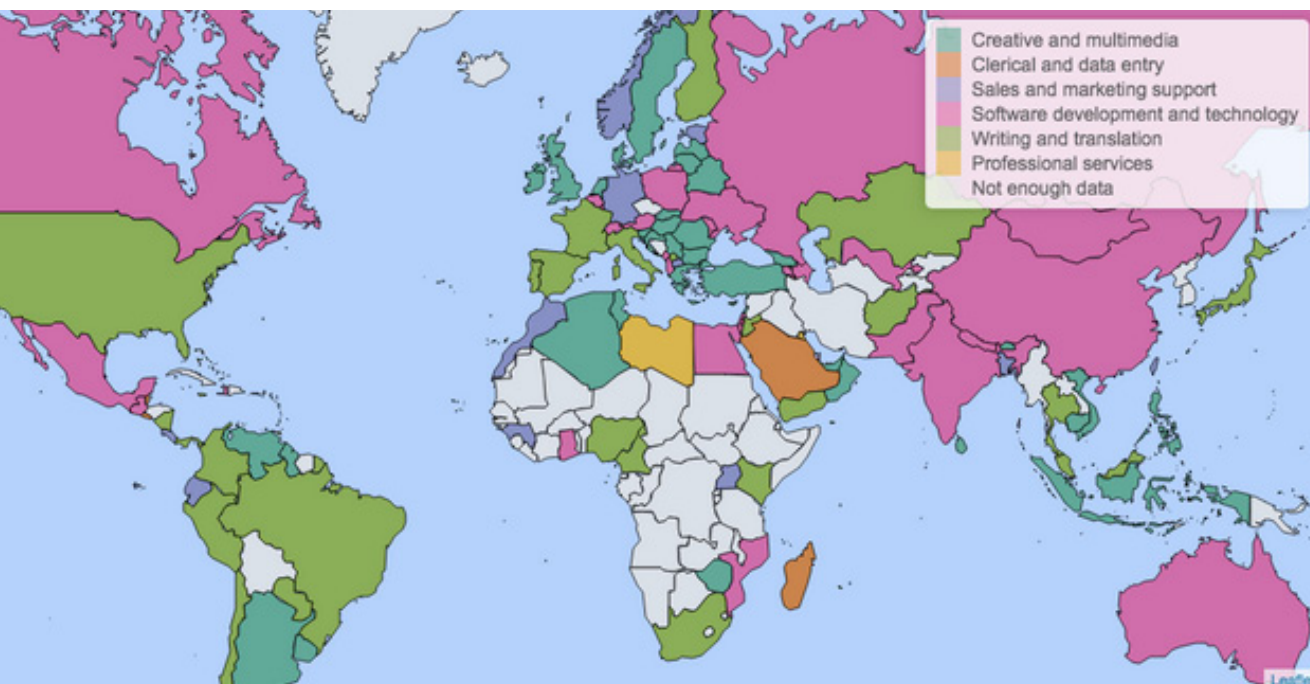 Creative and multimedia
Clerical and data entry
Sales and marketing support
Software development and technology
Writing and translation
Professional services
Not enough data